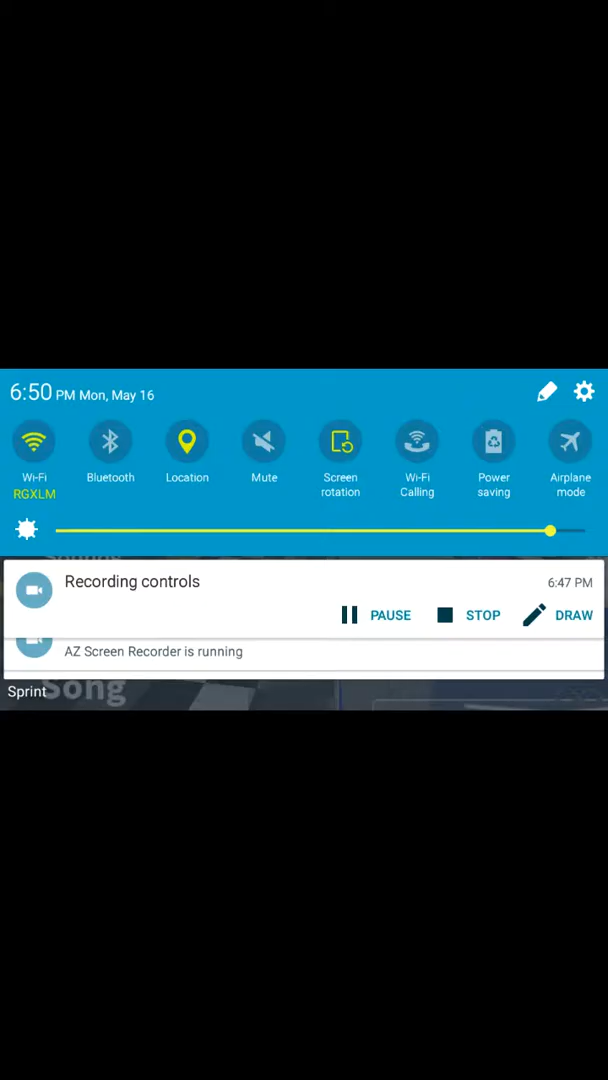 6:50 PM Mon, May 16
Wi-Fi
RGXLM
Bluetooth
Location
Mute
Screen
rotation
Wi-Fi
Calling
Power
saving
Airplane
mode
Recording controls
6:47 PM
PAUSE
STOP
DRAW
AZ Screen Recorder is running
Sprint
Song